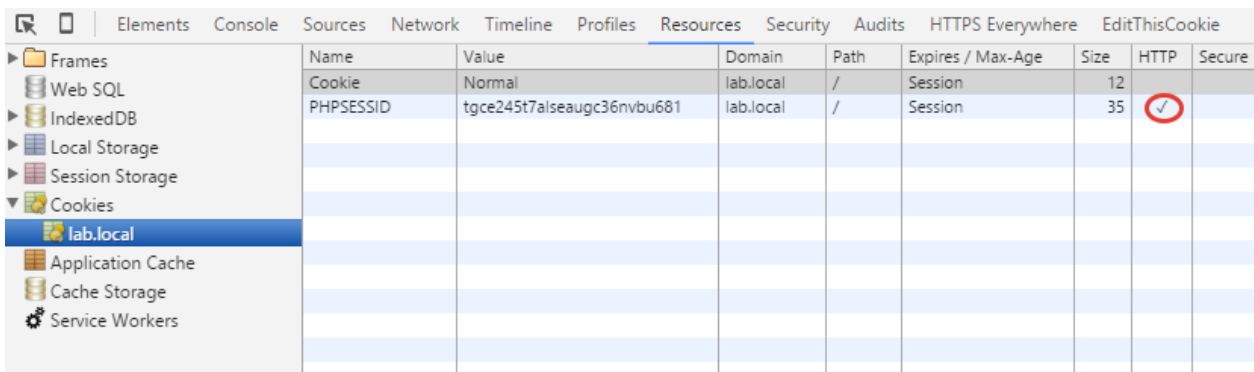 Elements Console Sources Network Timeline Profiles Resources Security Audits HTTPS Everywhere EditThisCookie
Frames
Web SQL
IndexedDB
Local Storage
Session Storage
Cookies
lab.local
Application Cache
Cache Storage
Service Workers
Name Value Domain Path Expires / Max-Age Size HTTP Secure
Cookie Normal lab.local / Session 12
PHPSESSID tgce245t7alseaugc36nvbu681 lab.local / Session 35 ✓